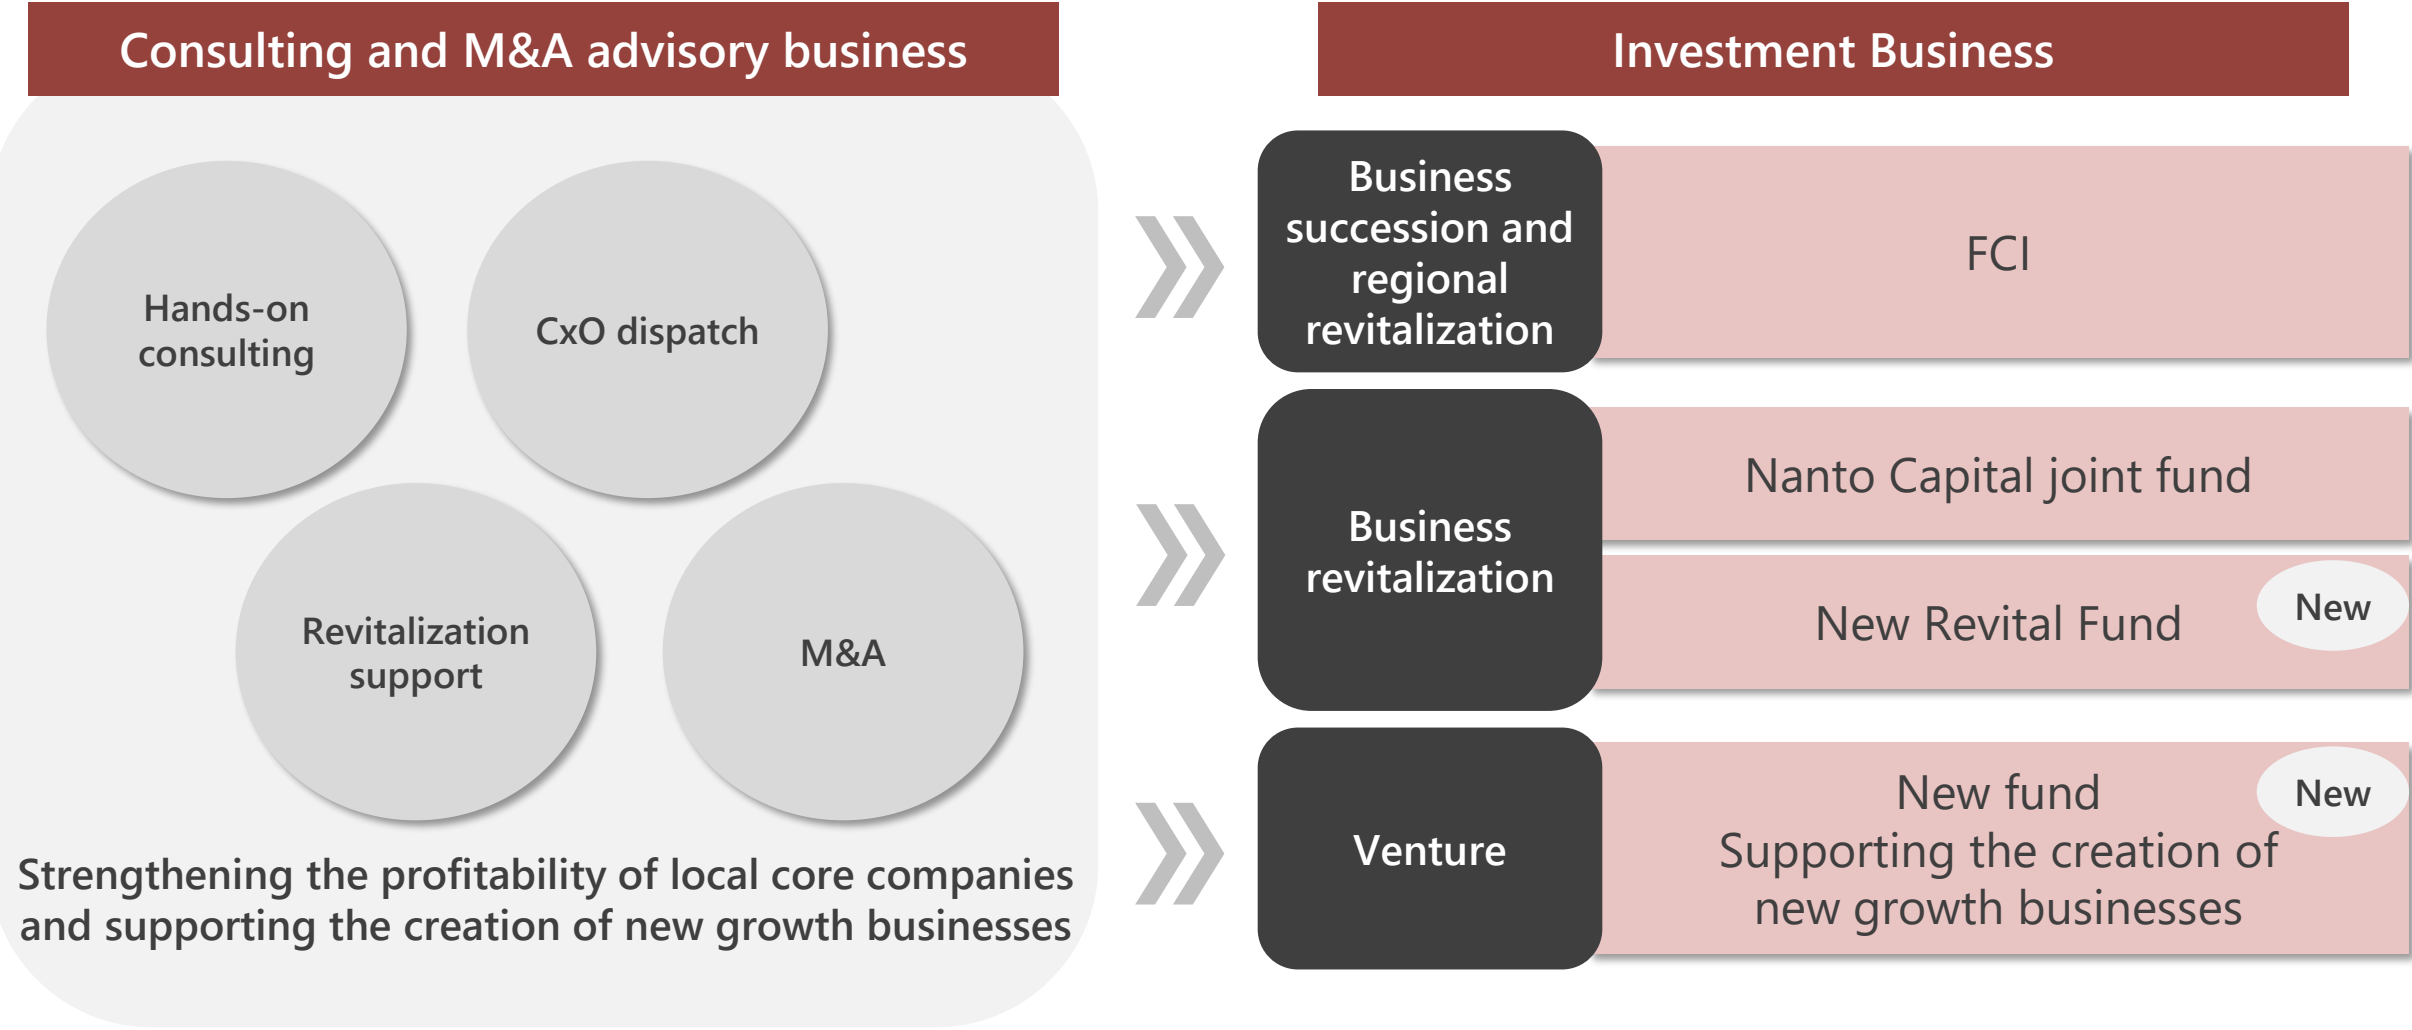 Consulting and M&A advisory business
Hands-on
consulting
CxO dispatch
Revitalization
support
M&A
Strengthening the profitability of local core companies
and supporting the creation of new growth businesses
Investment Business
Business
succession and
regional
revitalization
FCI
Business
revitalization
Nanto Capital joint fund
New Revital Fund
New
Venture
New fund
Supporting the creation of
new growth businesses
New